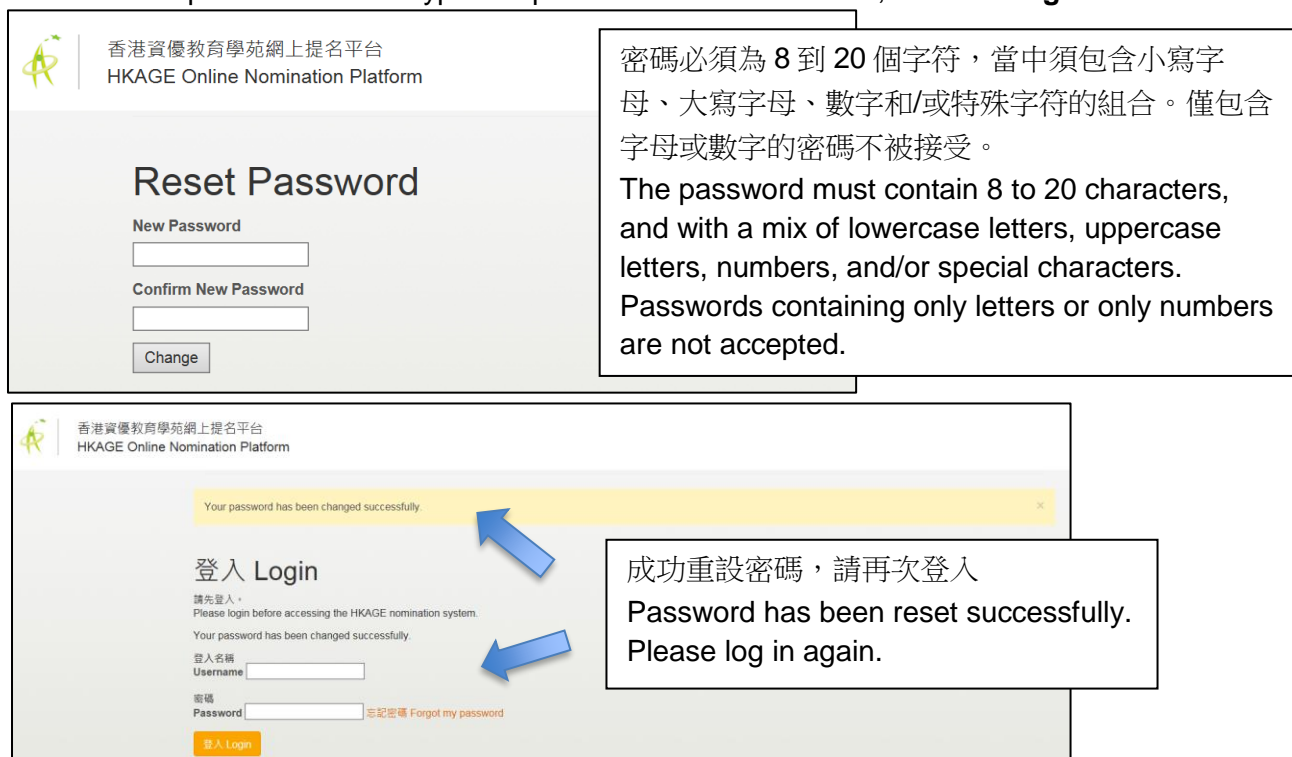 香港資優教育學苑網上提名平台
HKAGE Online Nomination Platform
Reset Password
New Password
Confirm New Password
Change
密碼必須為 8 到 20 個字符，當中須包含小寫字
母、大寫字母、數字和/或特殊字符的組合。僅包含
字母或數字的密碼不被接受。
The password must contain 8 to 20 characters,
and with a mix of lowercase letters, uppercase
letters, numbers, and/or special characters.
Passwords containing only letters or only numbers
are not accepted.
香港資優教育學苑網上提名平台
HKAGE Online Nomination Platform
Your password has been changed successfully.
×
登入 Login
請先登入。
Please login before accessing the HKAGE nomination system.
Your password has been changed successfully.
登入名稱
Username
密碼
Password
忘記密碼 Forgot my password
登入 Login
成功重設密碼，請再次登入
Password has been reset successfully.
Please log in again.